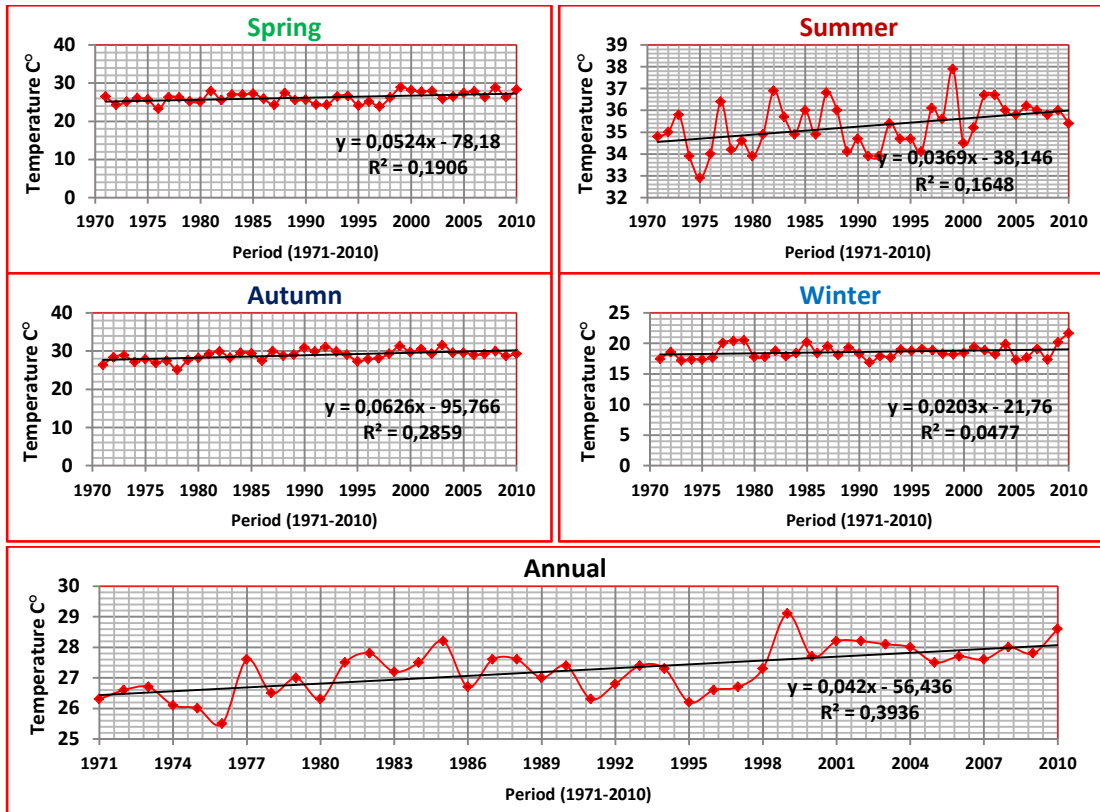 Spring
Temperature C°
40
30
20
10
0
y = 0,0524x - 78,18
R² = 0,1906
1970 1975 1980 1985 1990 1995 2000 2005 2010
Period (1971-2010)
Summer
Temperature C°
39
38
37
36
35
34
33
32
y = 0,0369x - 38,146
R² = 0,1648
1970 1975 1980 1985 1990 1995 2000 2005 2010
Period (1971-2010)
Autumn
Temperature C°
40
30
20
10
0
y = 0,0626x - 95,766
R² = 0,2859
1970 1975 1980 1985 1990 1995 2000 2005 2010
Period (1971-2010)
Winter
Temperature C°
25
20
15
10
5
0
y = 0,0203x - 21,76
R² = 0,0477
1970 1975 1980 1985 1990 1995 2000 2005 2010
Period (1971-2010)
Annual
Temperature C°
30
29
28
27
26
25
y = 0,042x - 56,436
R² = 0,3936
1971 1974 1977 1980 1983 1986 1989 1992 1995 1998 2001 2004 2007 2010
Period (1971-2010)